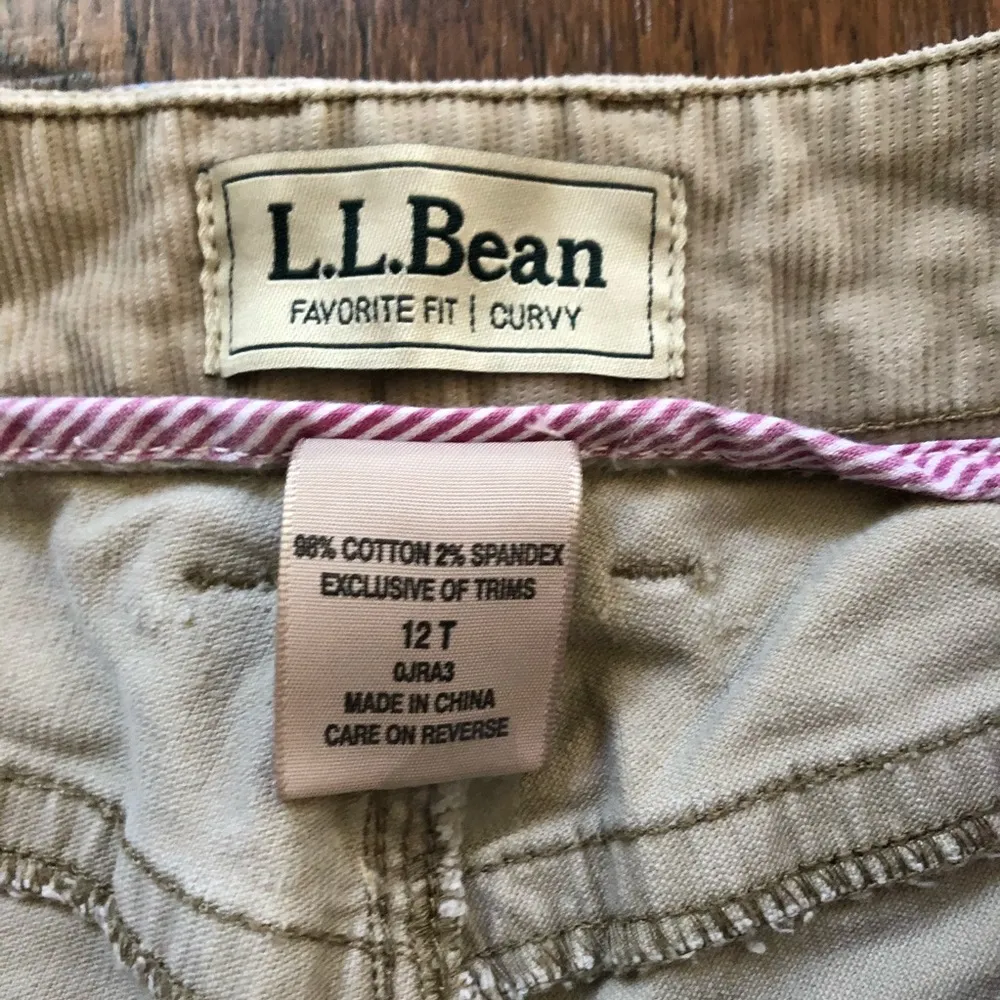 L.L.Bean
FAVORITE FIT | CURVY
98% COTTON 2% SPANDEX
EXCLUSIVE OF TRIMS
12 T
0JRA3
MADE IN CHINA
CARE ON REVERSE